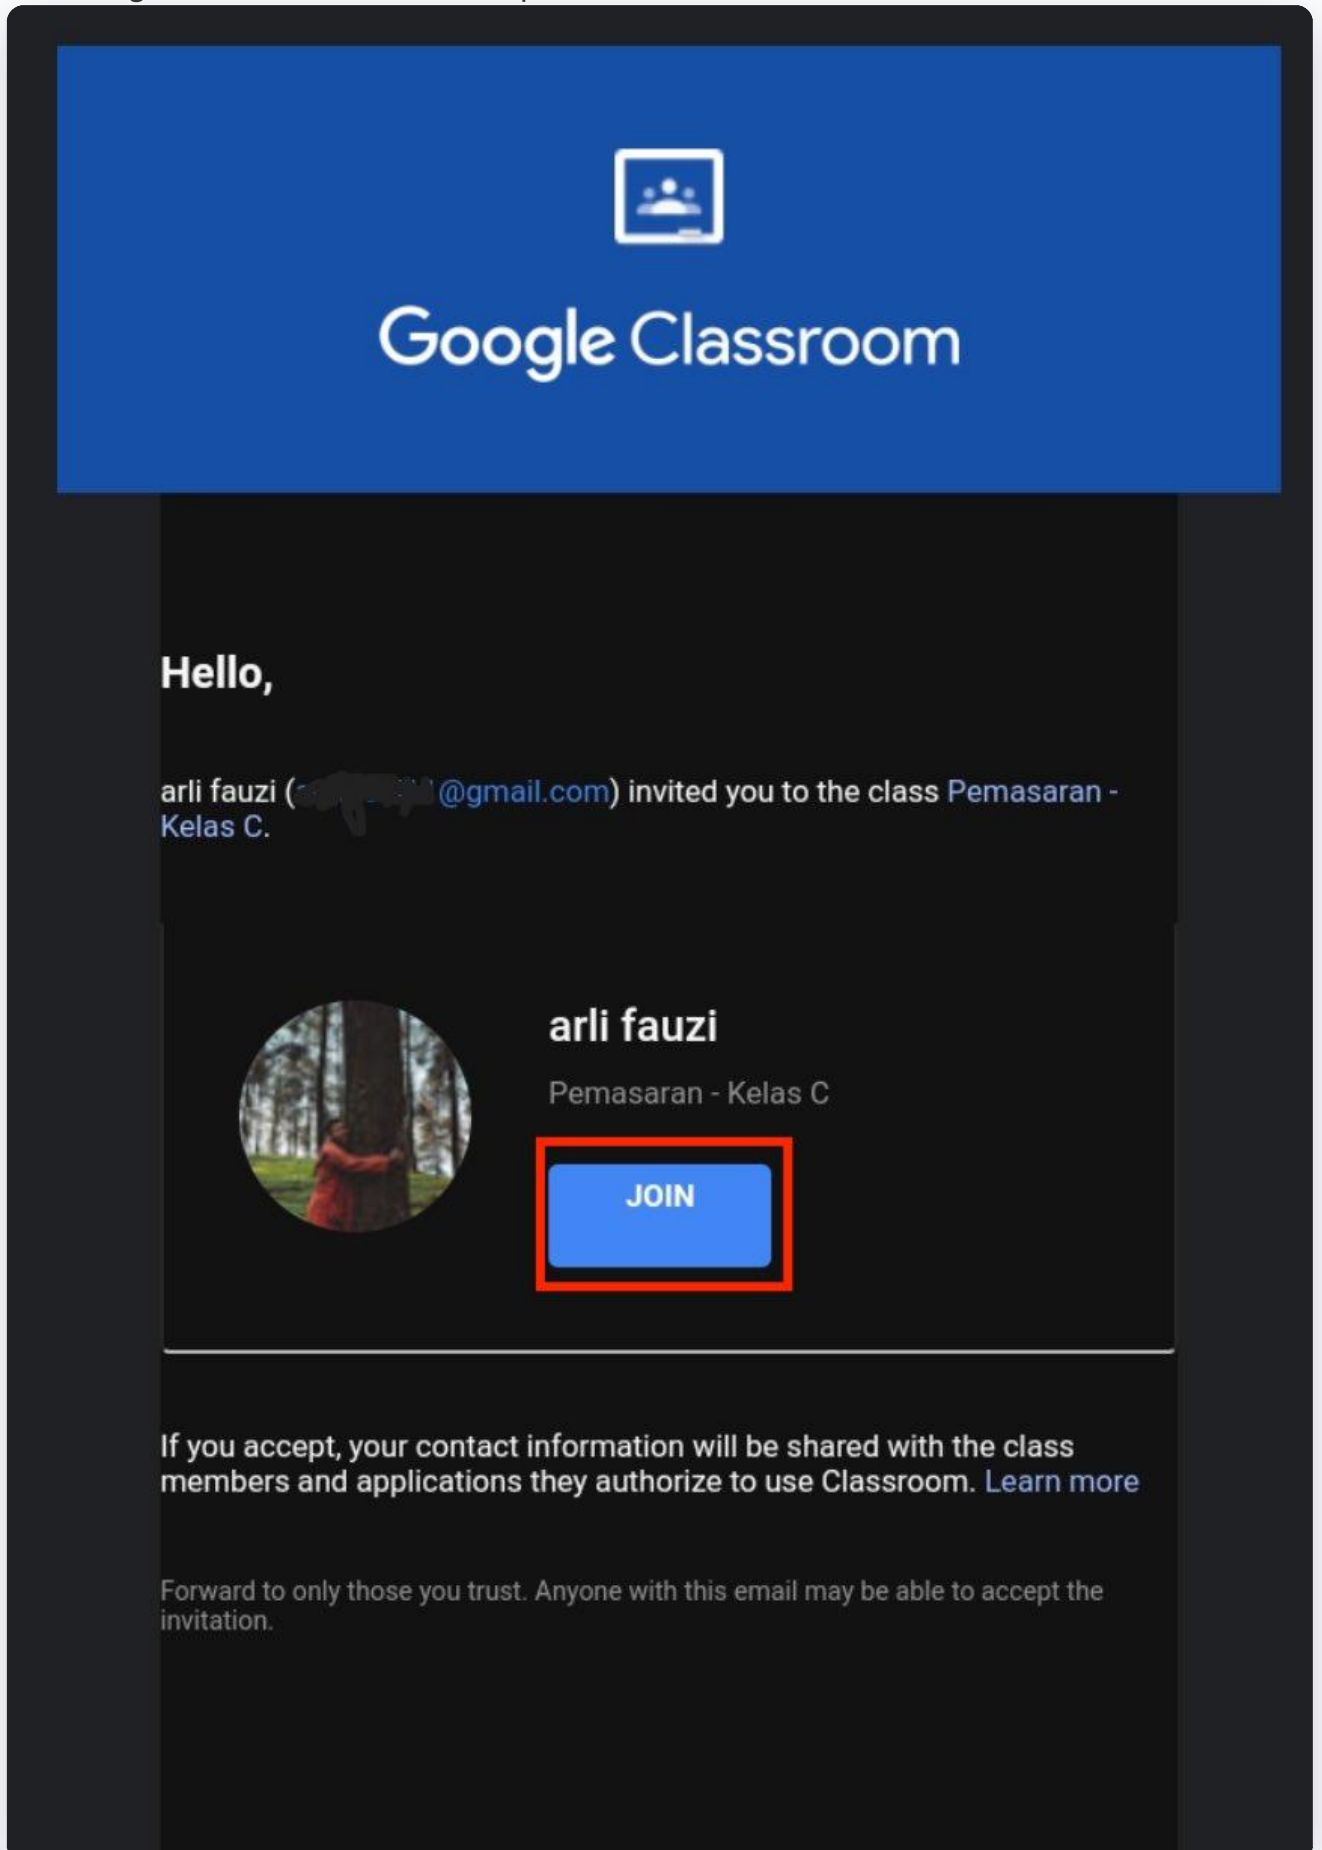 Google Classroom
Hello,
arli fauzi ( @gmail.com) invited you to the class Pemasaran -
Kelas C.
arli fauzi
Pemasaran - Kelas C
JOIN
If you accept, your contact information will be shared with the class
members and applications they authorize to use Classroom. Learn more
Forward to only those you trust. Anyone with this email may be able to accept the
invitation.